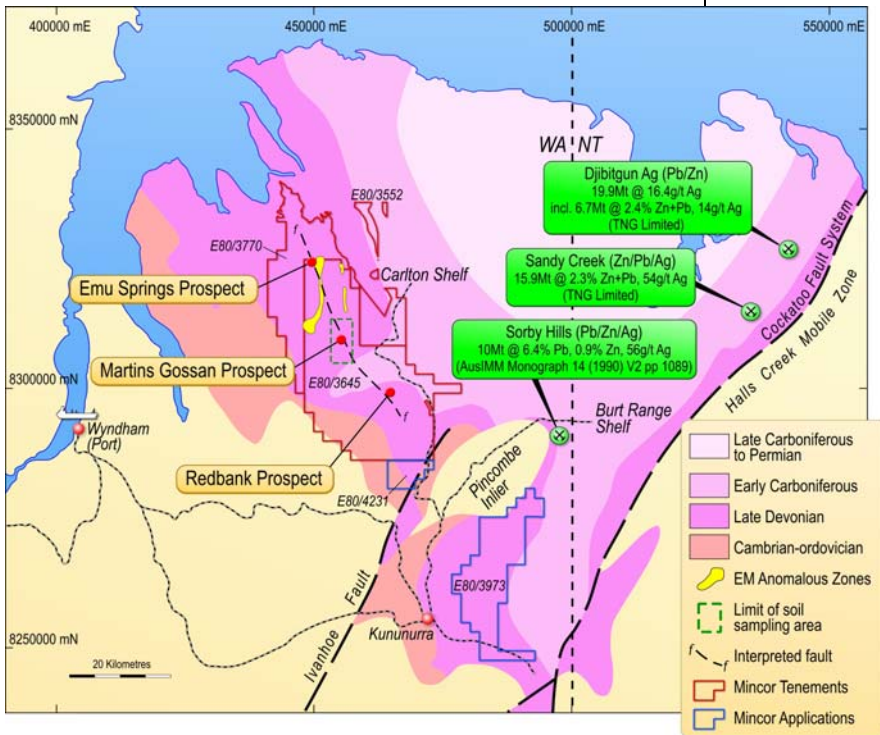 400000 mE
450000 mE
500000 mE
550000 mE
8350000 mN
8300000 mN
8250000 mN
WA
NT
Djibitgun Ag (Pb/Zn)
19.9Mt @ 16.4g/t Ag
incl. 6.7Mt @ 2.4% Zn+Pb, 14g/t Ag
(TNG Limited)
Sandy Creek (Zn/Pb/Ag)
15.9Mt @ 2.3% Zn+Pb, 54g/t Ag
(TNG Limited)
Sorby Hills (Pb/Zn/Ag)
10Mt @ 6.4% Pb, 0.9% Zn, 56g/t Ag
(AusIMM Monograph 14 (1990) V2 pp 1089)
E80/3552
E80/3770
f
Carlton Shelf
Emu Springs Prospect
Martins Gossan Prospect
E80/3645
f
Redbank Prospect
E80/4231
Wyndham
(Port)
Burt Range
Shelf
Pincombe
Inlier
E80/3973
Kununurra
Ivanhoe Fault
Cockatoo Fault System
Halls Creek Mobile Zone
20 Kilometres
Late Carboniferous
to Permian
Early Carboniferous
Late Devonian
Cambrian-ordovician
EM Anomalous Zones
Limit of soil
sampling area
f
f
Interpreted fault
Mincor Tenements
Mincor Applications